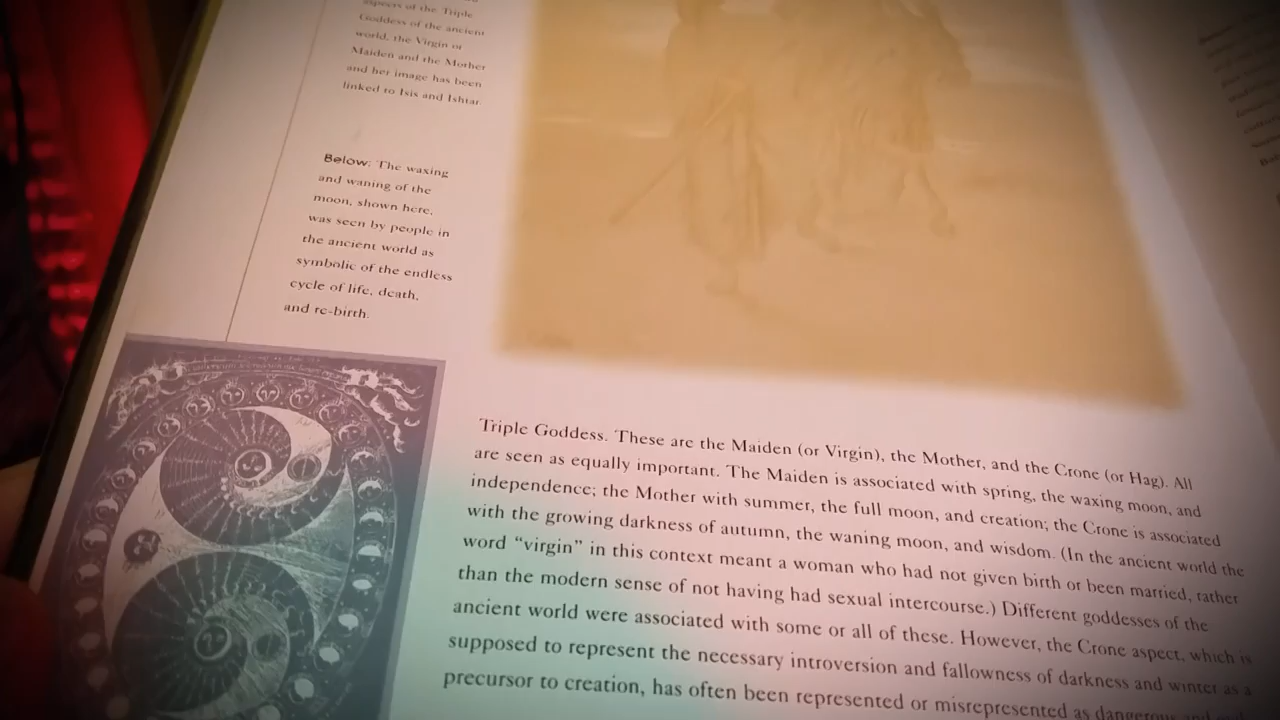 aspects of the Triple
Goddess of the ancient
world, the Virgin or
Maiden and the Mother
and her image has been
linked to Isis and Ishtar
Below: The waxing
and waning of the
moon, shown here,
was seen by people in
the ancient world as
symbolic of the endless
cycle of life, death,
and re-birth.
Triple Goddess. These are the Maiden (or Virgin), the Mother, and the Crone (or Hag). All
are seen as equally important. The Maiden is associated with spring, the waxing moon, and
independence; the Mother with summer, the full moon, and creation; the Crone is associated
with the growing darkness of autumn, the waning moon, and wisdom. (In the ancient world the
word “virgin” in this context meant a woman who had not given birth or been married, rather
than the modern sense of not having had sexual intercourse.) Different goddesses of the
ancient world were associated with some or all of these. However, the Crone aspect, which is
supposed to represent the necessary introversion and fallowness of darkness and winter as a
precursor to creation, has often been represented or misrepresented as dangerous and